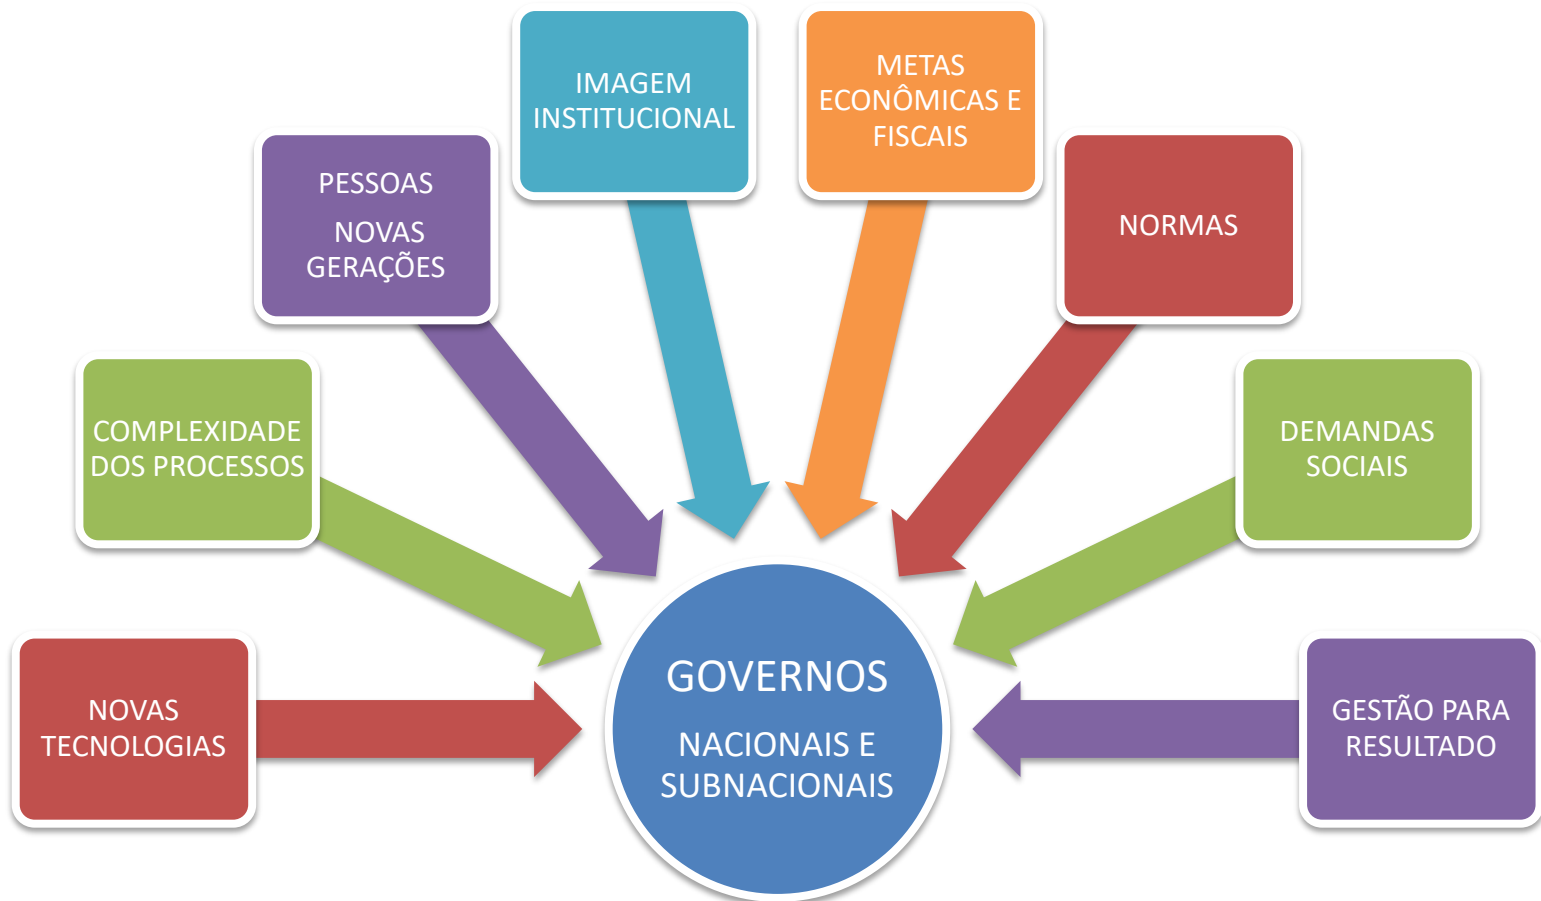 IMAGEM
INSTITUCIONAL
METAS
ECONÔMICAS E
FISCAIS
PESSOAS
NOVAS
GERAÇÕES
NORMAS
COMPLEXIDADE
DOS PROCESSOS
DEMANDAS
SOCIAIS
NOVAS
TECNOLOGIAS
GOVERNOS
NACIONAIS E
SUBNACIONAIS
GESTÃO PARA
RESULTADO